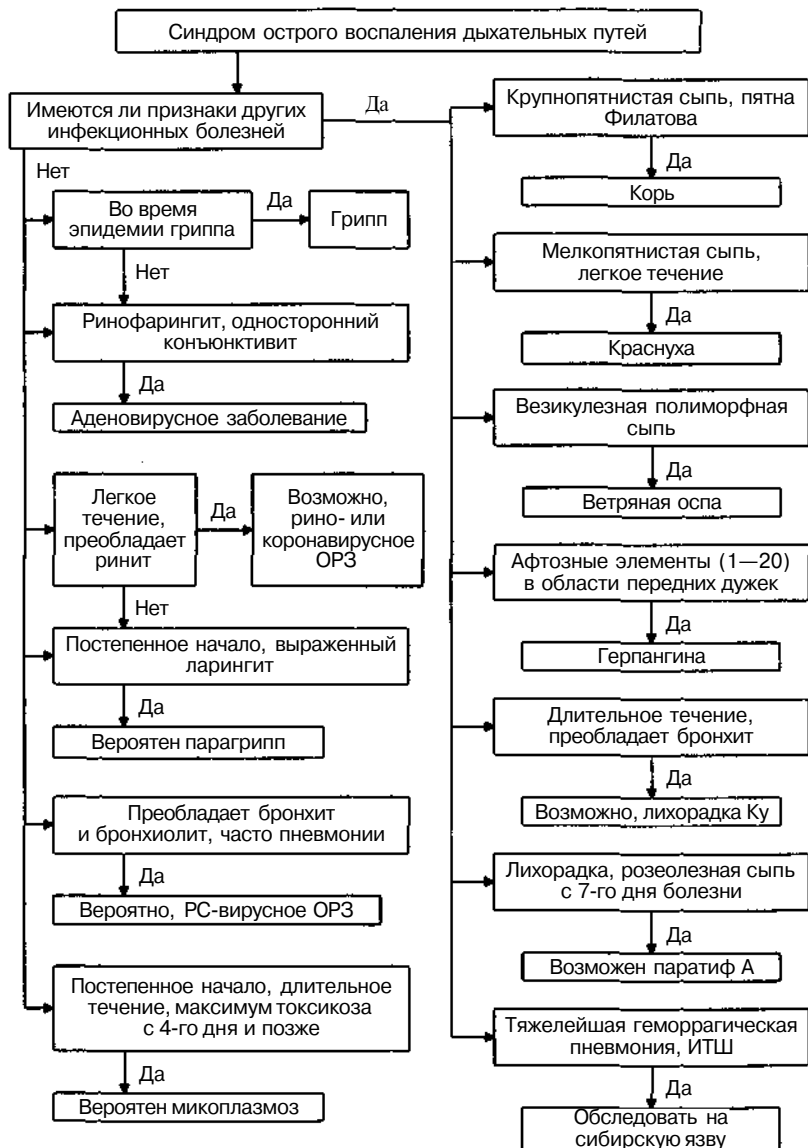 Синдром острого воспаления дыхательных путей
Имеются ли признаки других
инфекционных болезней
Да
Нет
Во время
эпидемии гриппа
Да
Грипп
Нет
Ринофарингит, односторонний
конъюнктивит
Да
Аденовирусное заболевание
Легкое
течение,
преобладает
ринит
Да
Возможно,
рино- или
коронавирусное
ОРЗ
Нет
Постепенное начало, выраженный
ларингит
Да
Вероятен парагрипп
Преобладает бронхит
и бронхиолит, часто пневмонии
Да
Вероятно, РС-вирусное ОРЗ
Постепенное начало, длительное
течение, максимум токсикоза
с 4-го дня и позже
Да
Вероятен микоплазмоз
Крупнопятнистая сыпь, пятна
Филатова
Да
Корь
Мелкопятнистая сыпь,
легкое течение
Да
Краснуха
Везикулезная полиморфная
сыпь
Да
Ветряная оспа
Афтозные элементы (1—20)
в области передних дужек
Да
Герпангина
Длительное течение,
преобладает бронхит
Да
Возможно, лихорадка Ку
Лихорадка, розеолезная сыпь
с 7-го дня болезни
Да
Возможен паратиф А
Тяжелейшая геморрагическая
пневмония, ИТШ
Да
Обследовать на
сибирскую язву